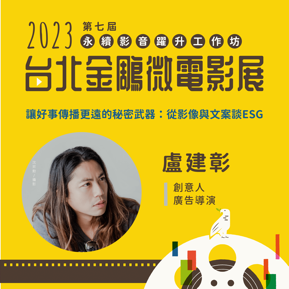 2023 第七屆
永續影音躍升工作坊
台北金鵰微電影展
讓好事傳播更遠的秘密武器：從影像與文案談ESG
盧建彰
創意人
廣告導演